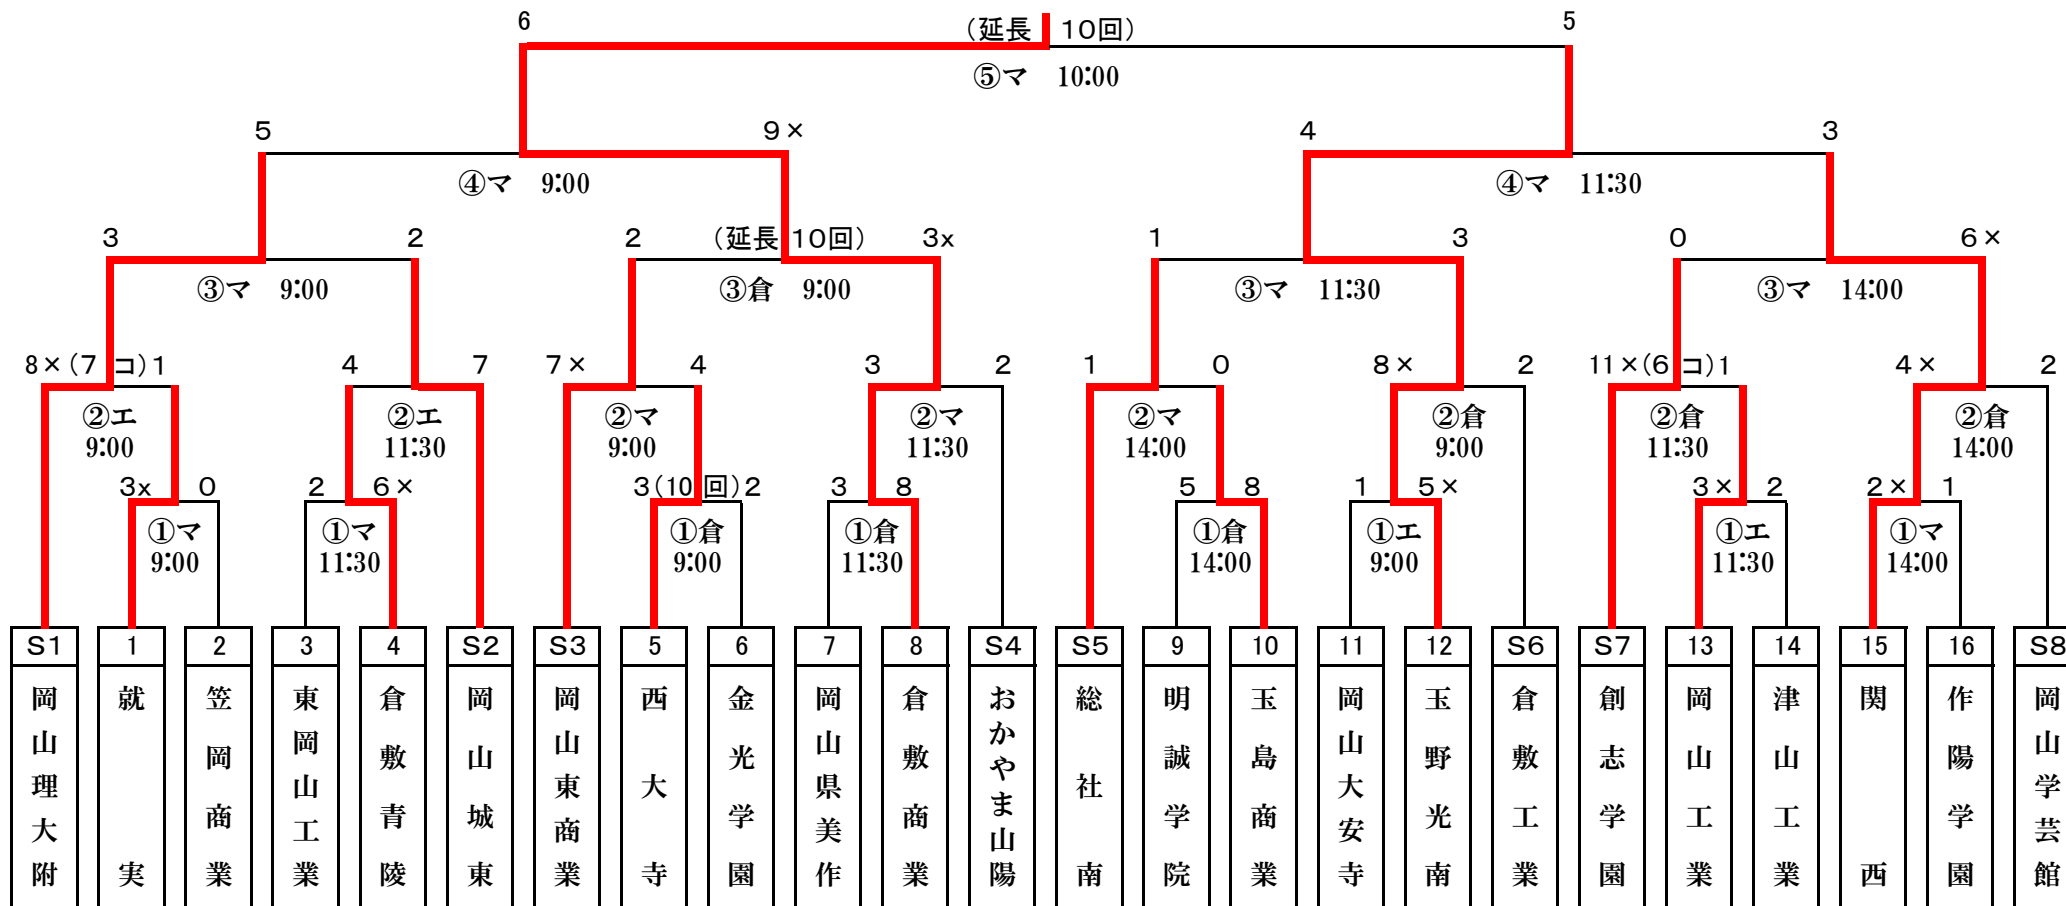 6 (延長 10回) 5
⑤マ 10:00
5 9× 4 3
④マ 9:00 ④マ 11:30
3 2 2 (延長 10回) 3x 1 3 0 6×
③マ 9:00 ③倉 9:00 ③マ 11:30 ③マ 14:00
8×(7 コ)1 4 7 7× 4 3 2 1 0 8× 2 11×(6 コ)1 4× 2
②エ ②エ ②マ ②マ ②マ ②倉 ②倉 ②倉
9:00 11:30 9:00 11:30 14:00 9:00 11:30 14:00
3x 0 2 6× 3(10 回)2 3 8 5 8 1 5× 3× 2 2× 1
①マ ①マ ①倉 ①倉 ①倉 ①エ ①エ ①マ
9:00 11:30 9:00 11:30 14:00 9:00 11:30 14:00
S1 1 2 3 4 S2 S3 5 6 7 8 S4 S5 9 10 11 12 S6 S7 13 14 15 16 S8
岡山理大附
就実
笠岡商業
東岡山工業
倉敷青陵
岡山城東
岡山東商業
西大寺
金光学園
岡山県美作
倉敷商業
おかやま山陽
総社南
明誠学院
玉島商業
岡山大安寺
玉野光南
倉敷工業
創志学園
岡山工業
津山工業
関西
作陽学園
岡山学芸館